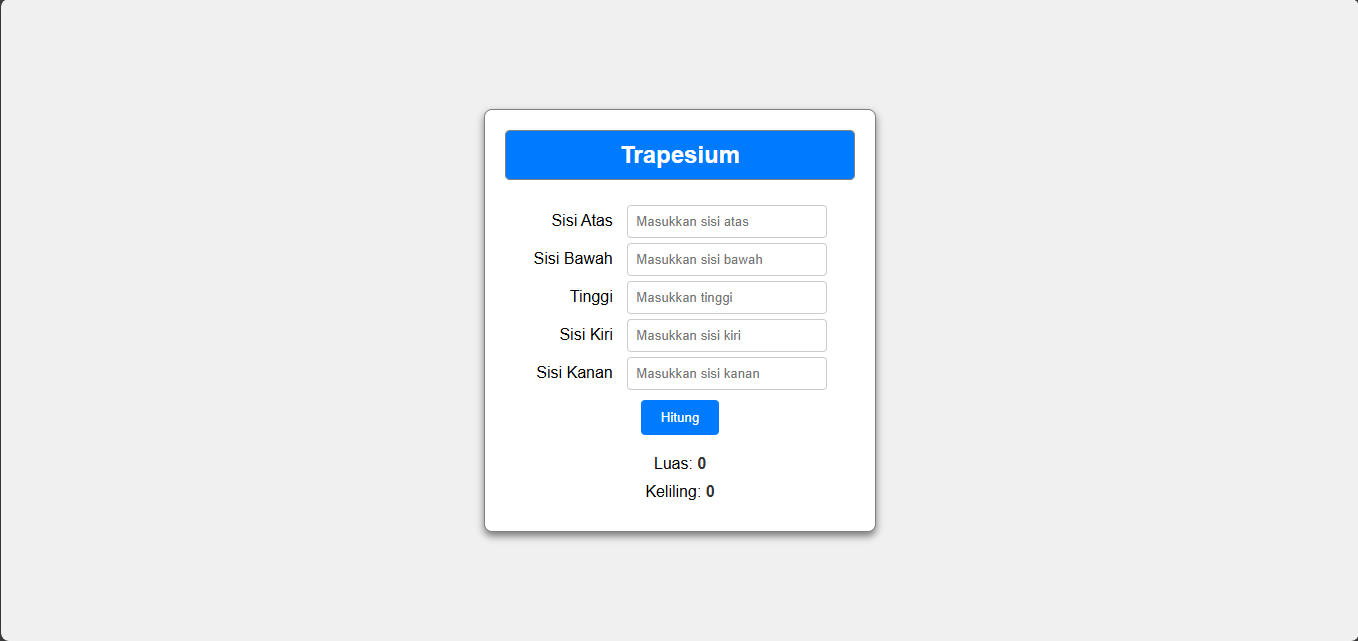 Trapesium
Sisi Atas Masukkan sisi atas
Sisi Bawah Masukkan sisi bawah
Tinggi Masukkan tinggi
Sisi Kiri Masukkan sisi kiri
Sisi Kanan Masukkan sisi kanan
Hitung
Luas: 0
Keliling: 0